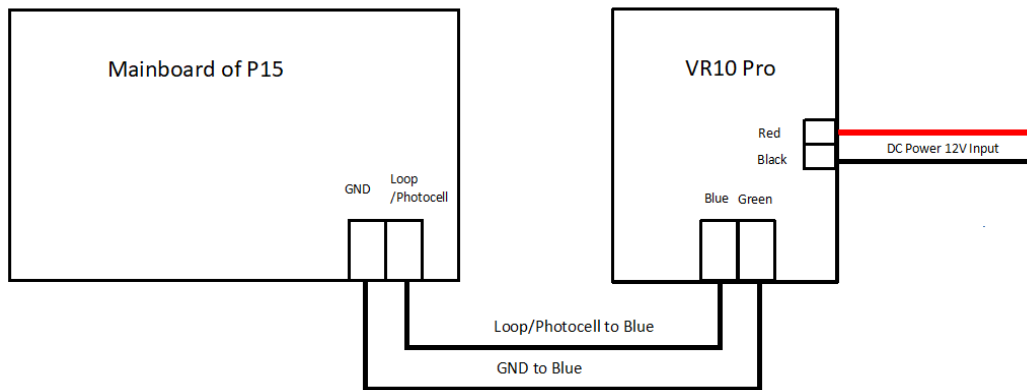 Mainboard of P15
VR10 Pro
Red
Black
DC Power 12V Input
GND
Loop
/Photocell
Blue
Green
Loop/Photocell to Blue
GND to Blue